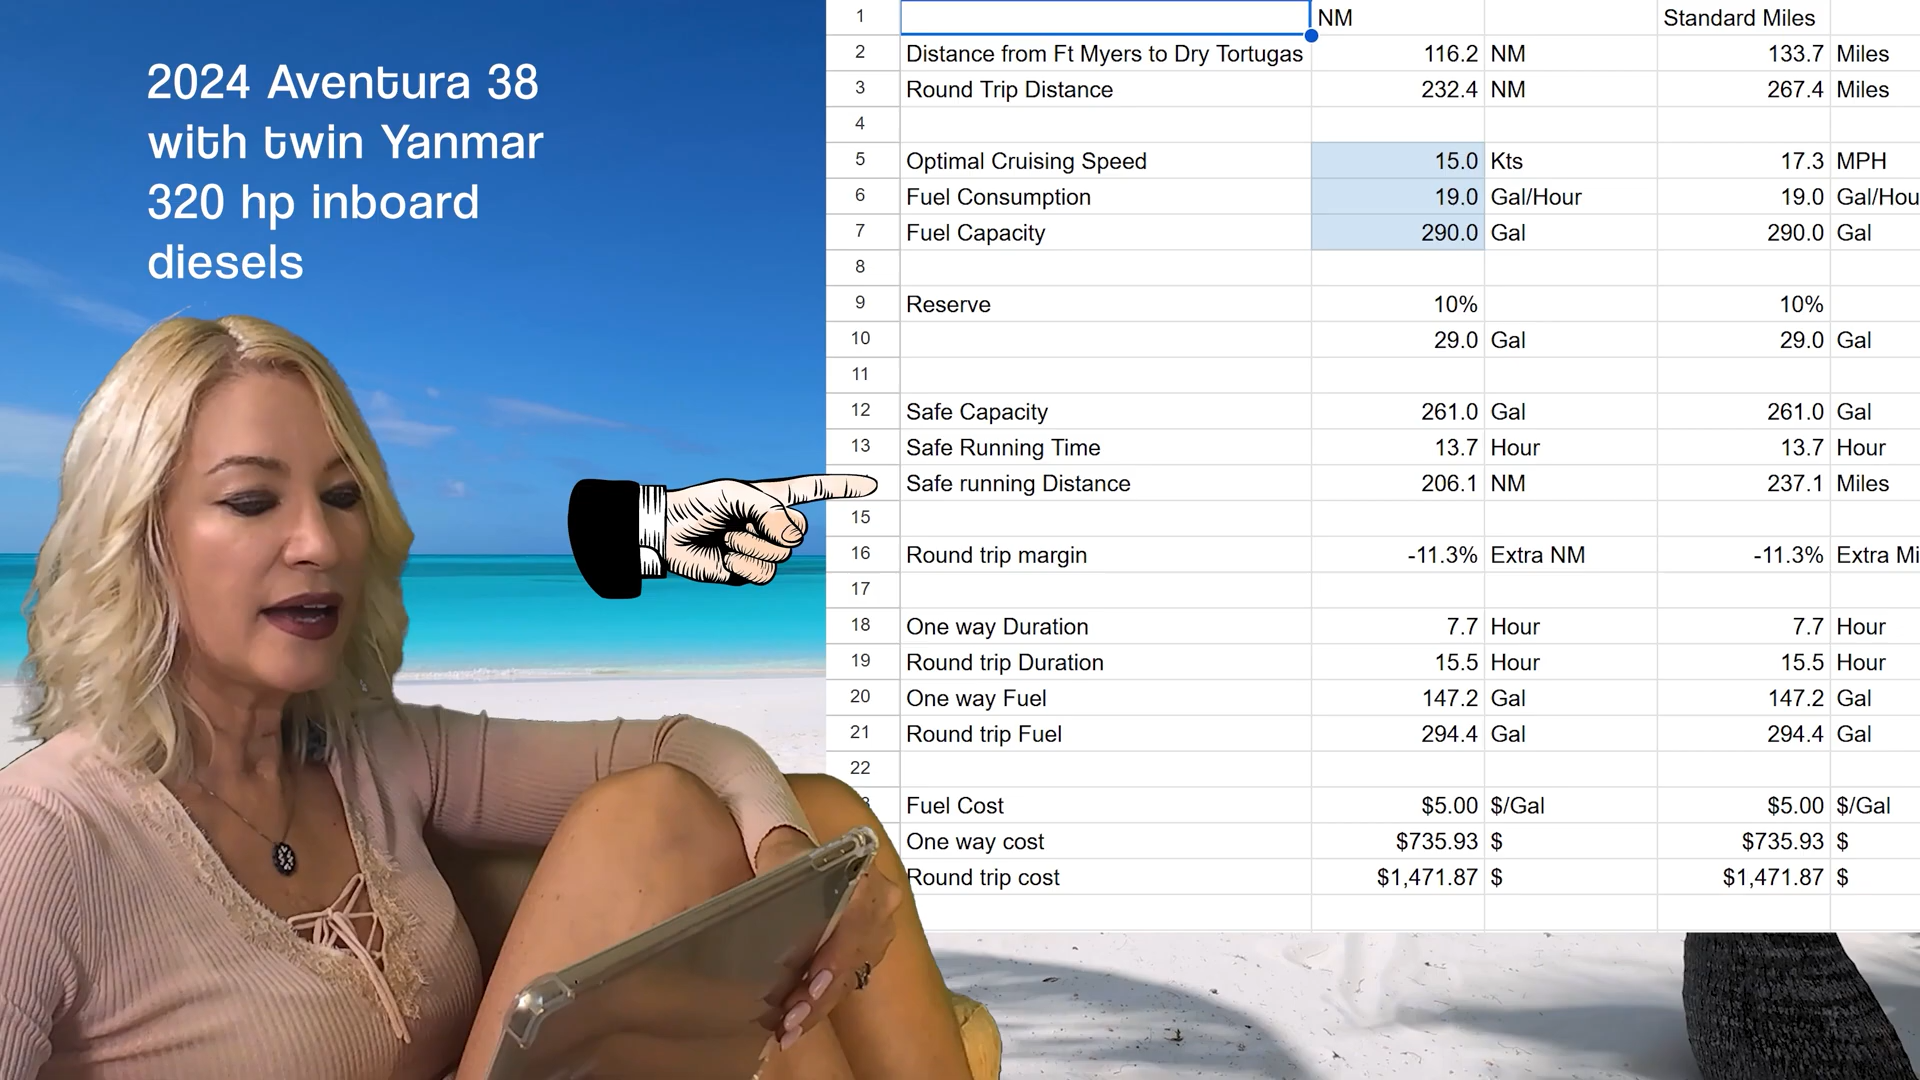 2024 Aventura 38
with twin Yanmar
320 hp inboard
diesels
1 NM Standard Miles
2 Distance from Ft Myers to Dry Tortugas 116.2 NM 133.7 Miles
3 Round Trip Distance 232.4 NM 267.4 Miles
4
5 Optimal Cruising Speed 15.0 Kts 17.3 MPH
6 Fuel Consumption 19.0 Gal/Hour 19.0 Gal/Hou
7 Fuel Capacity 290.0 Gal 290.0 Gal
8
9 Reserve 10% 10%
10 29.0 Gal 29.0 Gal
11
12 Safe Capacity 261.0 Gal 261.0 Gal
13 Safe Running Time 13.7 Hour 13.7 Hour
Safe running Distance 206.1 NM 237.1 Miles
15
16 Round trip margin -11.3% Extra NM -11.3% Extra Mi
17
18 One way Duration 7.7 Hour 7.7 Hour
19 Round trip Duration 15.5 Hour 15.5 Hour
20 One way Fuel 147.2 Gal 147.2 Gal
21 Round trip Fuel 294.4 Gal 294.4 Gal
22
Fuel Cost $5.00 $/Gal $5.00 $/Gal
One way cost $735.93 $ $735.93 $
Round trip cost $1,471.87 $ $1,471.87 $